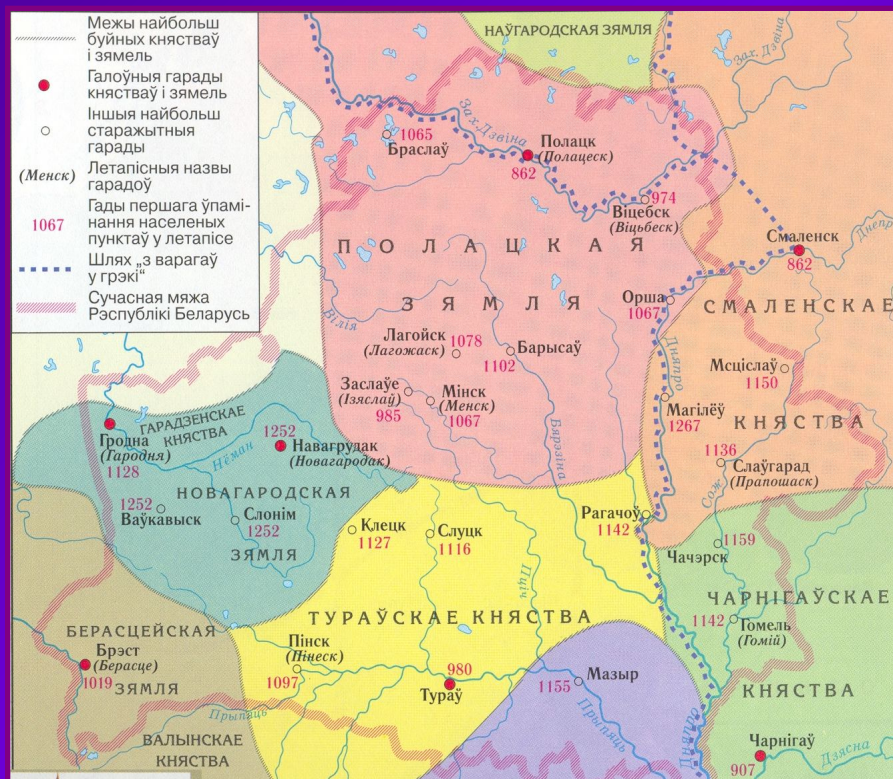 Межы найбольш
буйных княстваў
і зямель
Галоўныя гарады
княстваў і зямель
Іншыя найбольш
старажытныя
гарады
(Менск) Летапісныя назвы
гарадоў
1067 Гады першага ўпамі-
нання населеных
пунктаў у летапісе
Шлях „з варагаў
у грэкі“
Сучасная мяжа
Рэспублікі Беларусь
НАЎГАРОДСКАЯ ЗЯМЛЯ
Зах. Дзвіна
Зах. Дзвіна
1065
Браслаў
Полацк
(Полацеск)
862
974
Віцебск
(Віцьбеск)
Смаленск
862
Днепр
ПОЛАЦКАЯ
ЗЯМЛЯ
Вілія
Орша
1067
СМАЛЕНСКАЕ
КНЯСТВА
Лагойск
(Лагожаск)
1078
Барысаў
1102
Дняпро
Мсціслаў
1150
Заслаўе
(Ізяслаў)
985
Мінск
(Менск)
1067
Магілёў
1267
Бярэзіна
ГАРАДЗЕНСКАЕ
КНЯСТВА
Гродна
(Гародня)
1128
Нёман
1252
Навагрудак
(Новагародак)
1136
Слаўгарад
(Прапошаск)
Сож
НОВАГАРОДСКАЯ
ЗЯМЛЯ
1252
Ваўкавыск
Слонім
1252
Клецк
1127
Слуцк
1116
Рагачоў
1142
Чачэрск
1159
Пціч
ЧАРНІГАЎСКАЕ
КНЯСТВА
ТУРАЎСКАЕ КНЯСТВА
1142
Гомель
(Гомій)
БЕРАСЦЕЙСКАЯ
ЗЯМЛЯ
Брэст
(Берасце)
1019
Пінск
(Пінеск)
1097
980
Тураў
Мазыр
1155
Прыпяць
Прыпяць
Дняпро
ВАЛЫНСКАЕ
КНЯСТВА
Чарнігаў
907
Дзясна